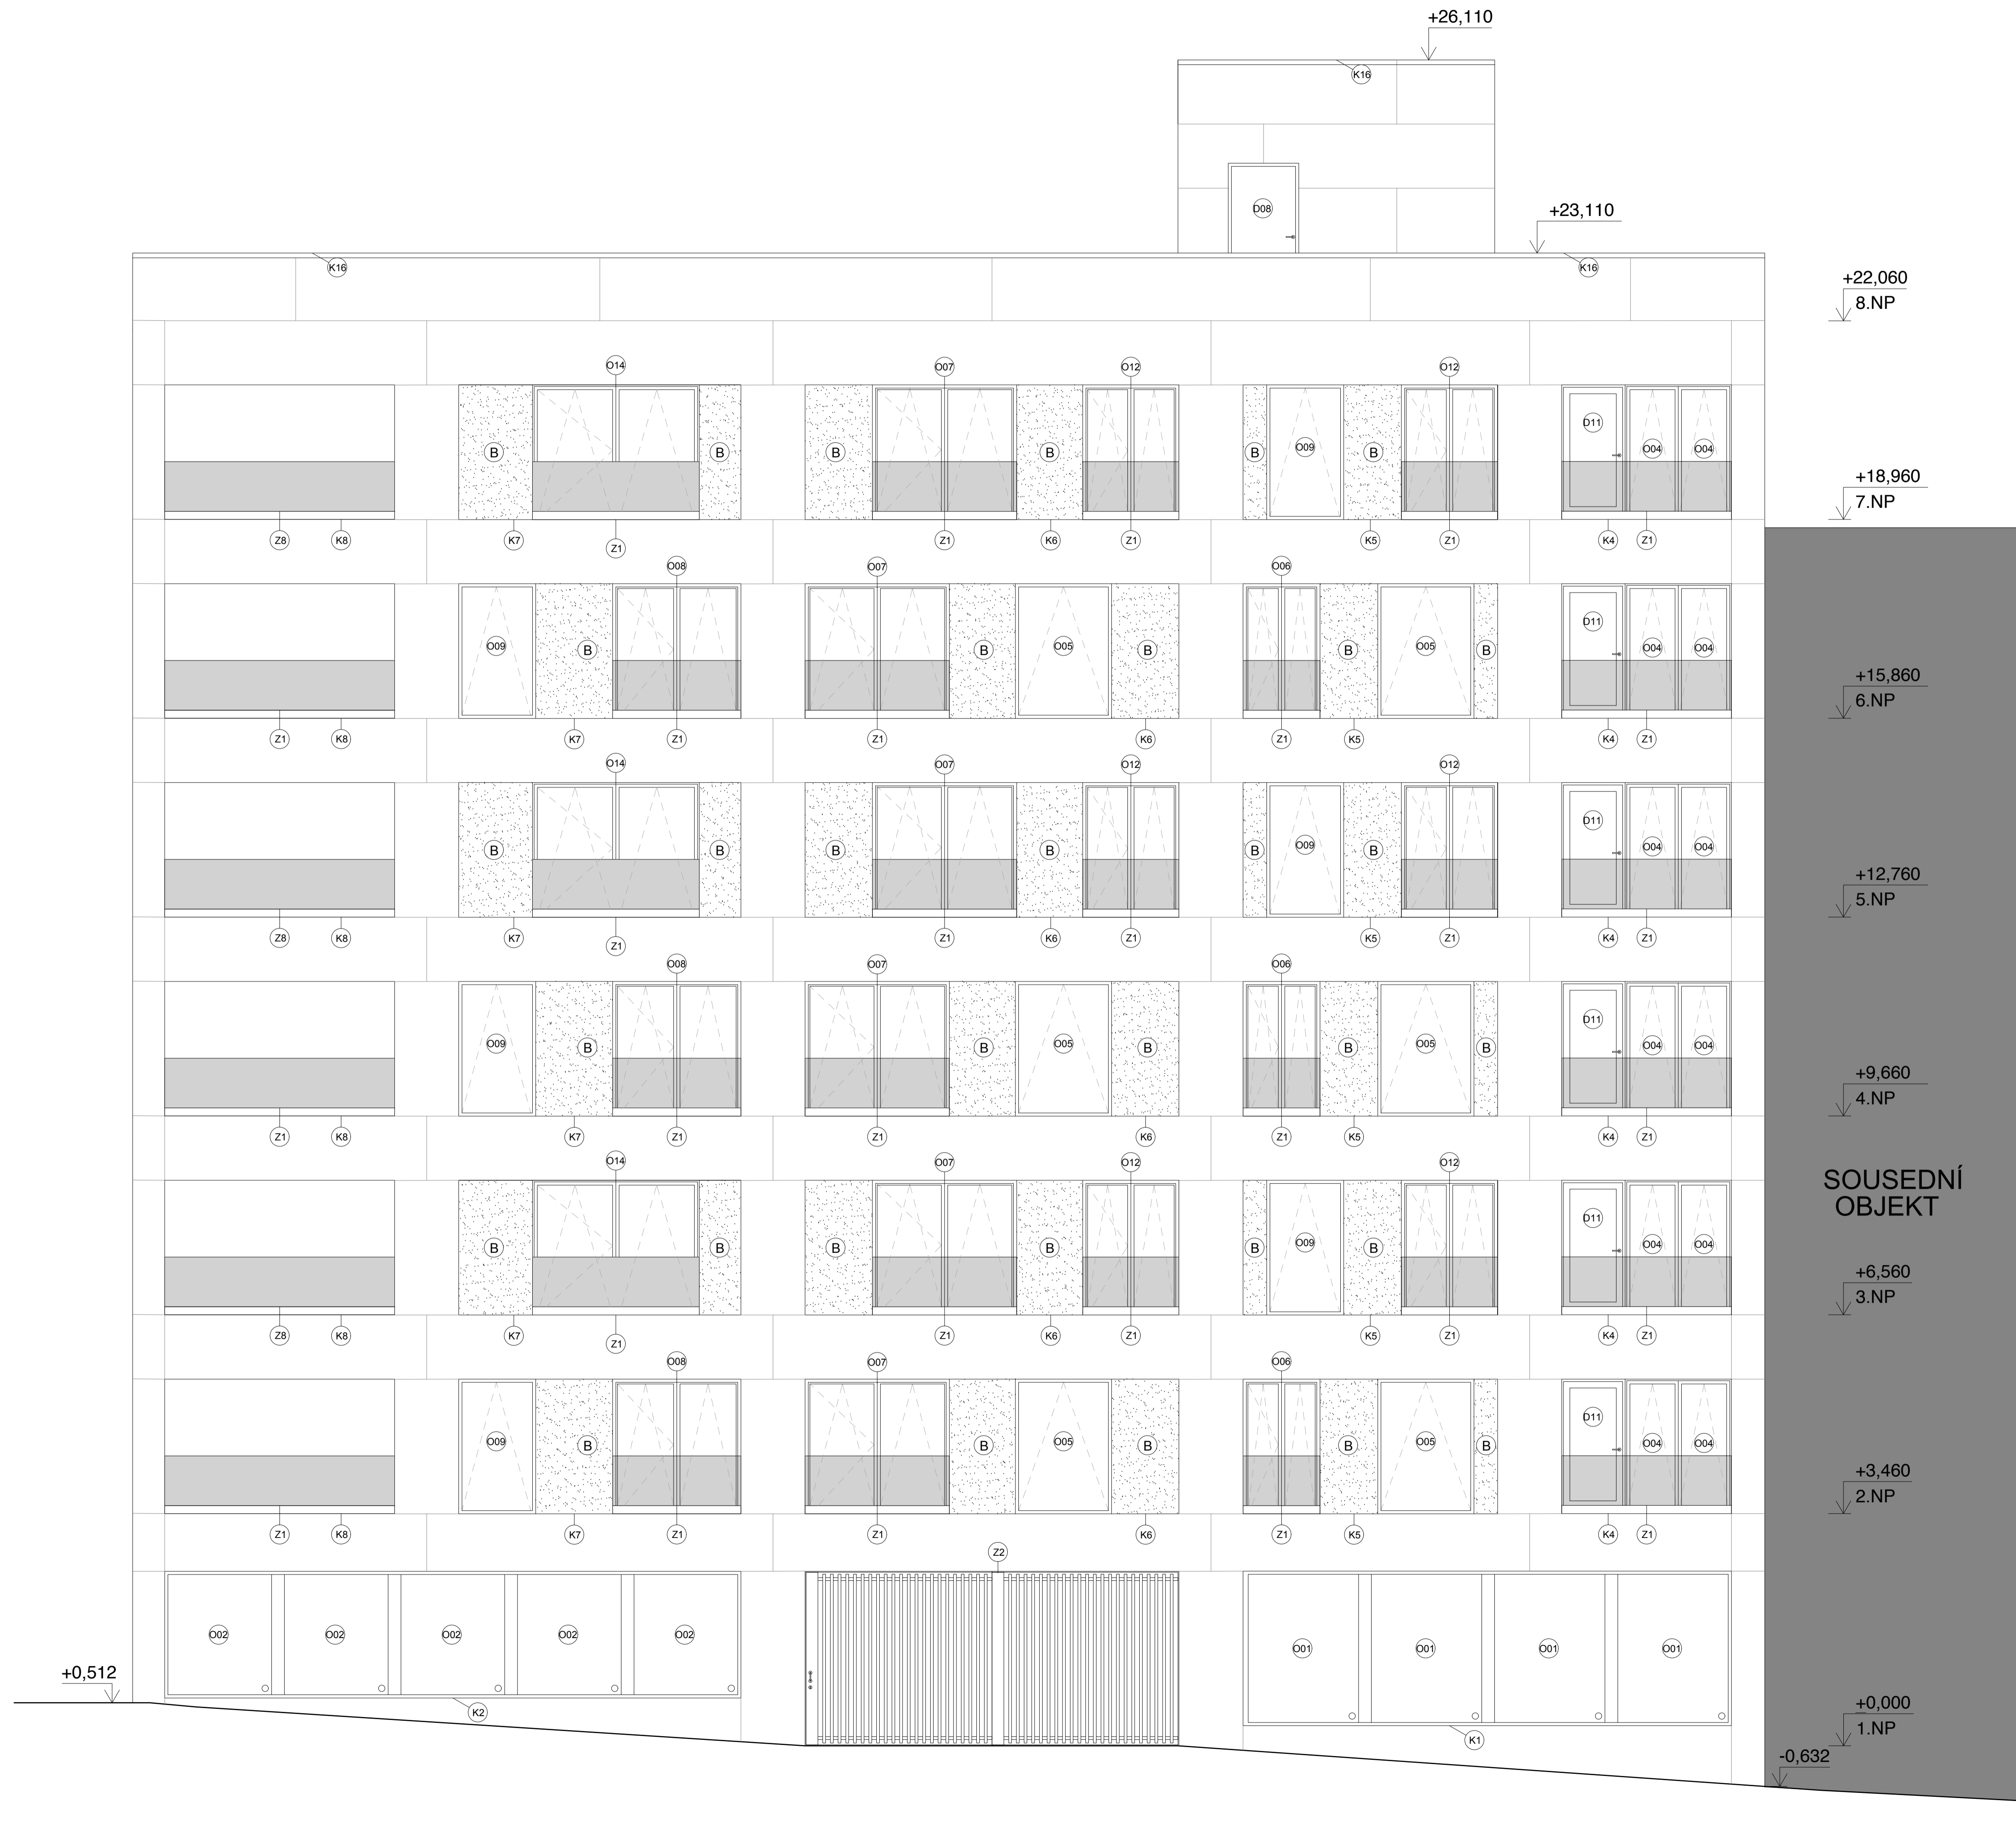 +26,110
K16
D08
+23,110
K16 K16
+22,060
8.NP
O14 O07 O12 O12
D11
B B B B B O09 B O04 O04
+18,960
7.NP
Z8 K8 K7 Z1 Z1 K6 Z1 K5 Z1 K4 Z1
O08 O07 O06
D11
O09 B B O05 B B O05 B O04 O04
+15,860
6.NP
Z1 K8 K7 Z1 Z1 K6 Z1 K5 K4 Z1
O14 O07 O12 O12
D11
B B B B B O09 B O04 O04
+12,760
5.NP
Z8 K8 K7 Z1 Z1 K6 Z1 K5 Z1 K4 Z1
O08 O07 O06
D11
O09 B B O05 B B O05 B O04 O04
+9,660
4.NP
Z1 K8 K7 Z1 Z1 K6 Z1 K5 K4 Z1
O14 O07 O12 O12
SOUSEDNÍ
OBJEKT
D11
B B B B B O09 B O04 O04
+6,560
3.NP
Z8 K8 K7 Z1 Z1 K6 Z1 K5 Z1 K4 Z1
O08 O07 O06
D11
O09 B B O05 B B O05 B O04 O04
+3,460
2.NP
Z1 K8 K7 Z1 Z1 K6 Z1 K5 K4 Z1
Z2
O02 O02 O02 O02 O02 O01 O01 O01 O01
+0,512
K2
+0,000
1.NP
K1
-0,632